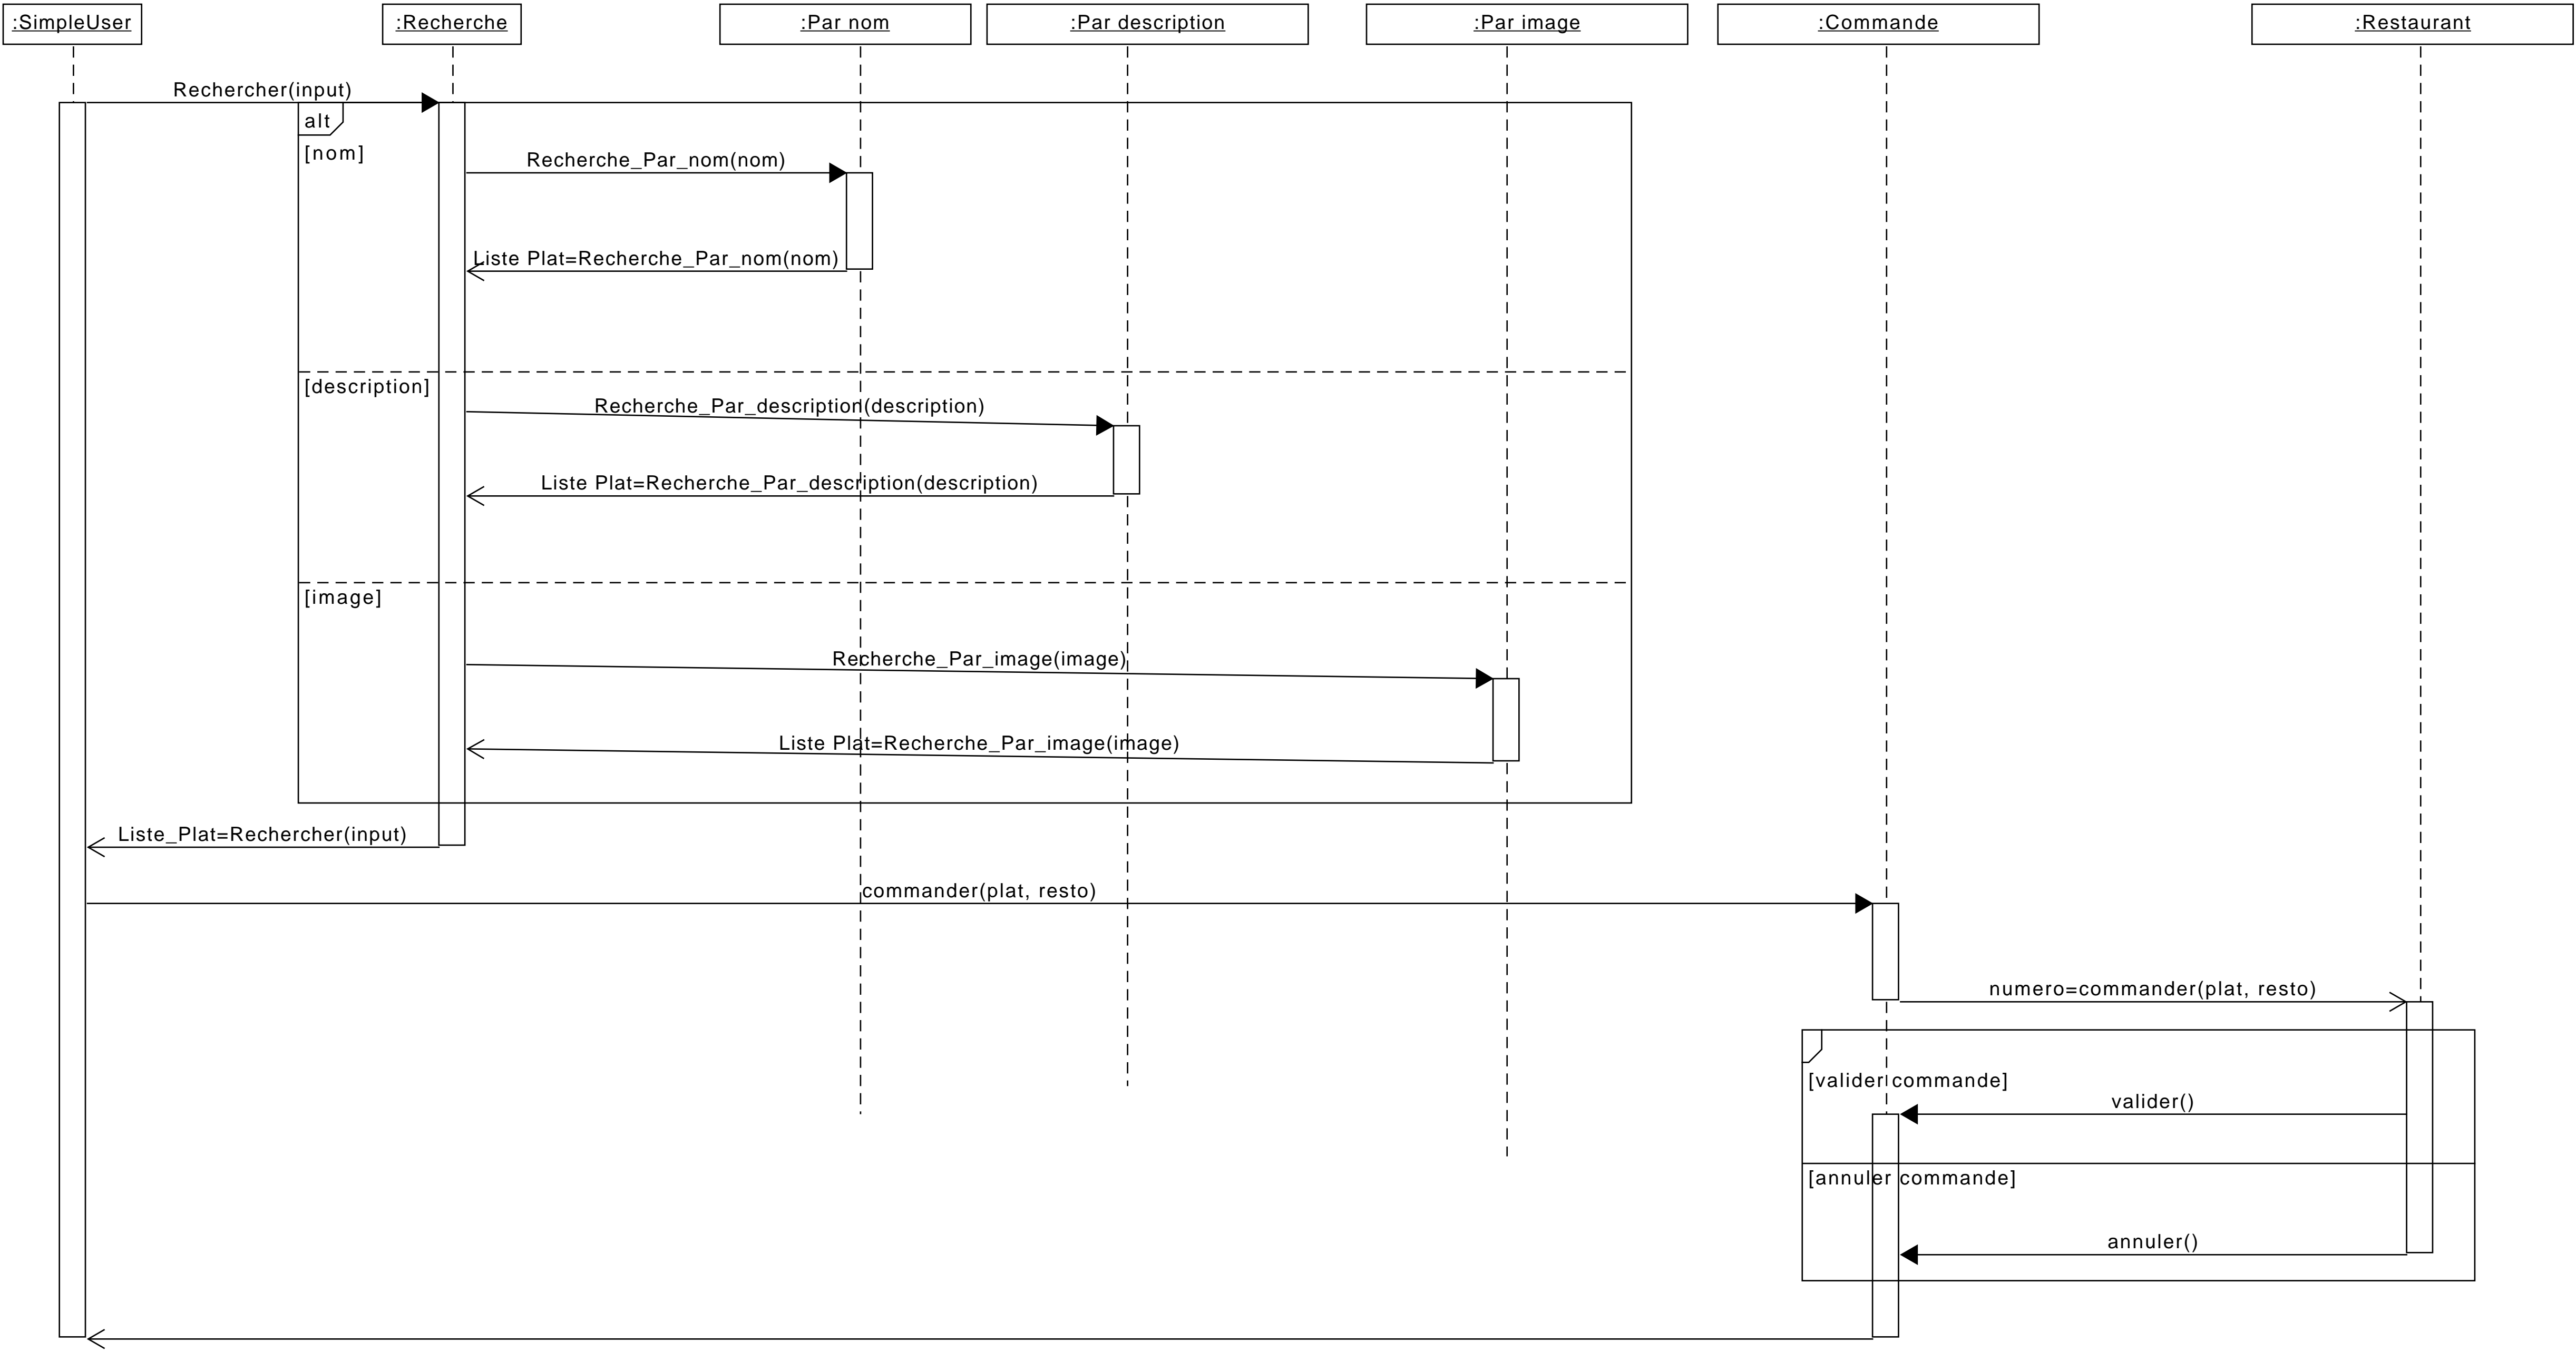 :SimpleUser
:Recherche
:Par nom
:Par description
:Par image
:Commande
:Restaurant
Rechercher(input)
alt
[nom]
Recherche_Par_nom(nom)
Liste Plat=Recherche_Par_nom(nom)
[description]
Recherche_Par_description(description)
Liste Plat=Recherche_Par_description(description)
[image]
Recherche_Par_image(image)
Liste Plat=Recherche_Par_image(image)
Liste_Plat=Rechercher(input)
commander(plat, resto)
numero=commander(plat, resto)
[valider commande]
valider()
[annuler commande]
annuler()